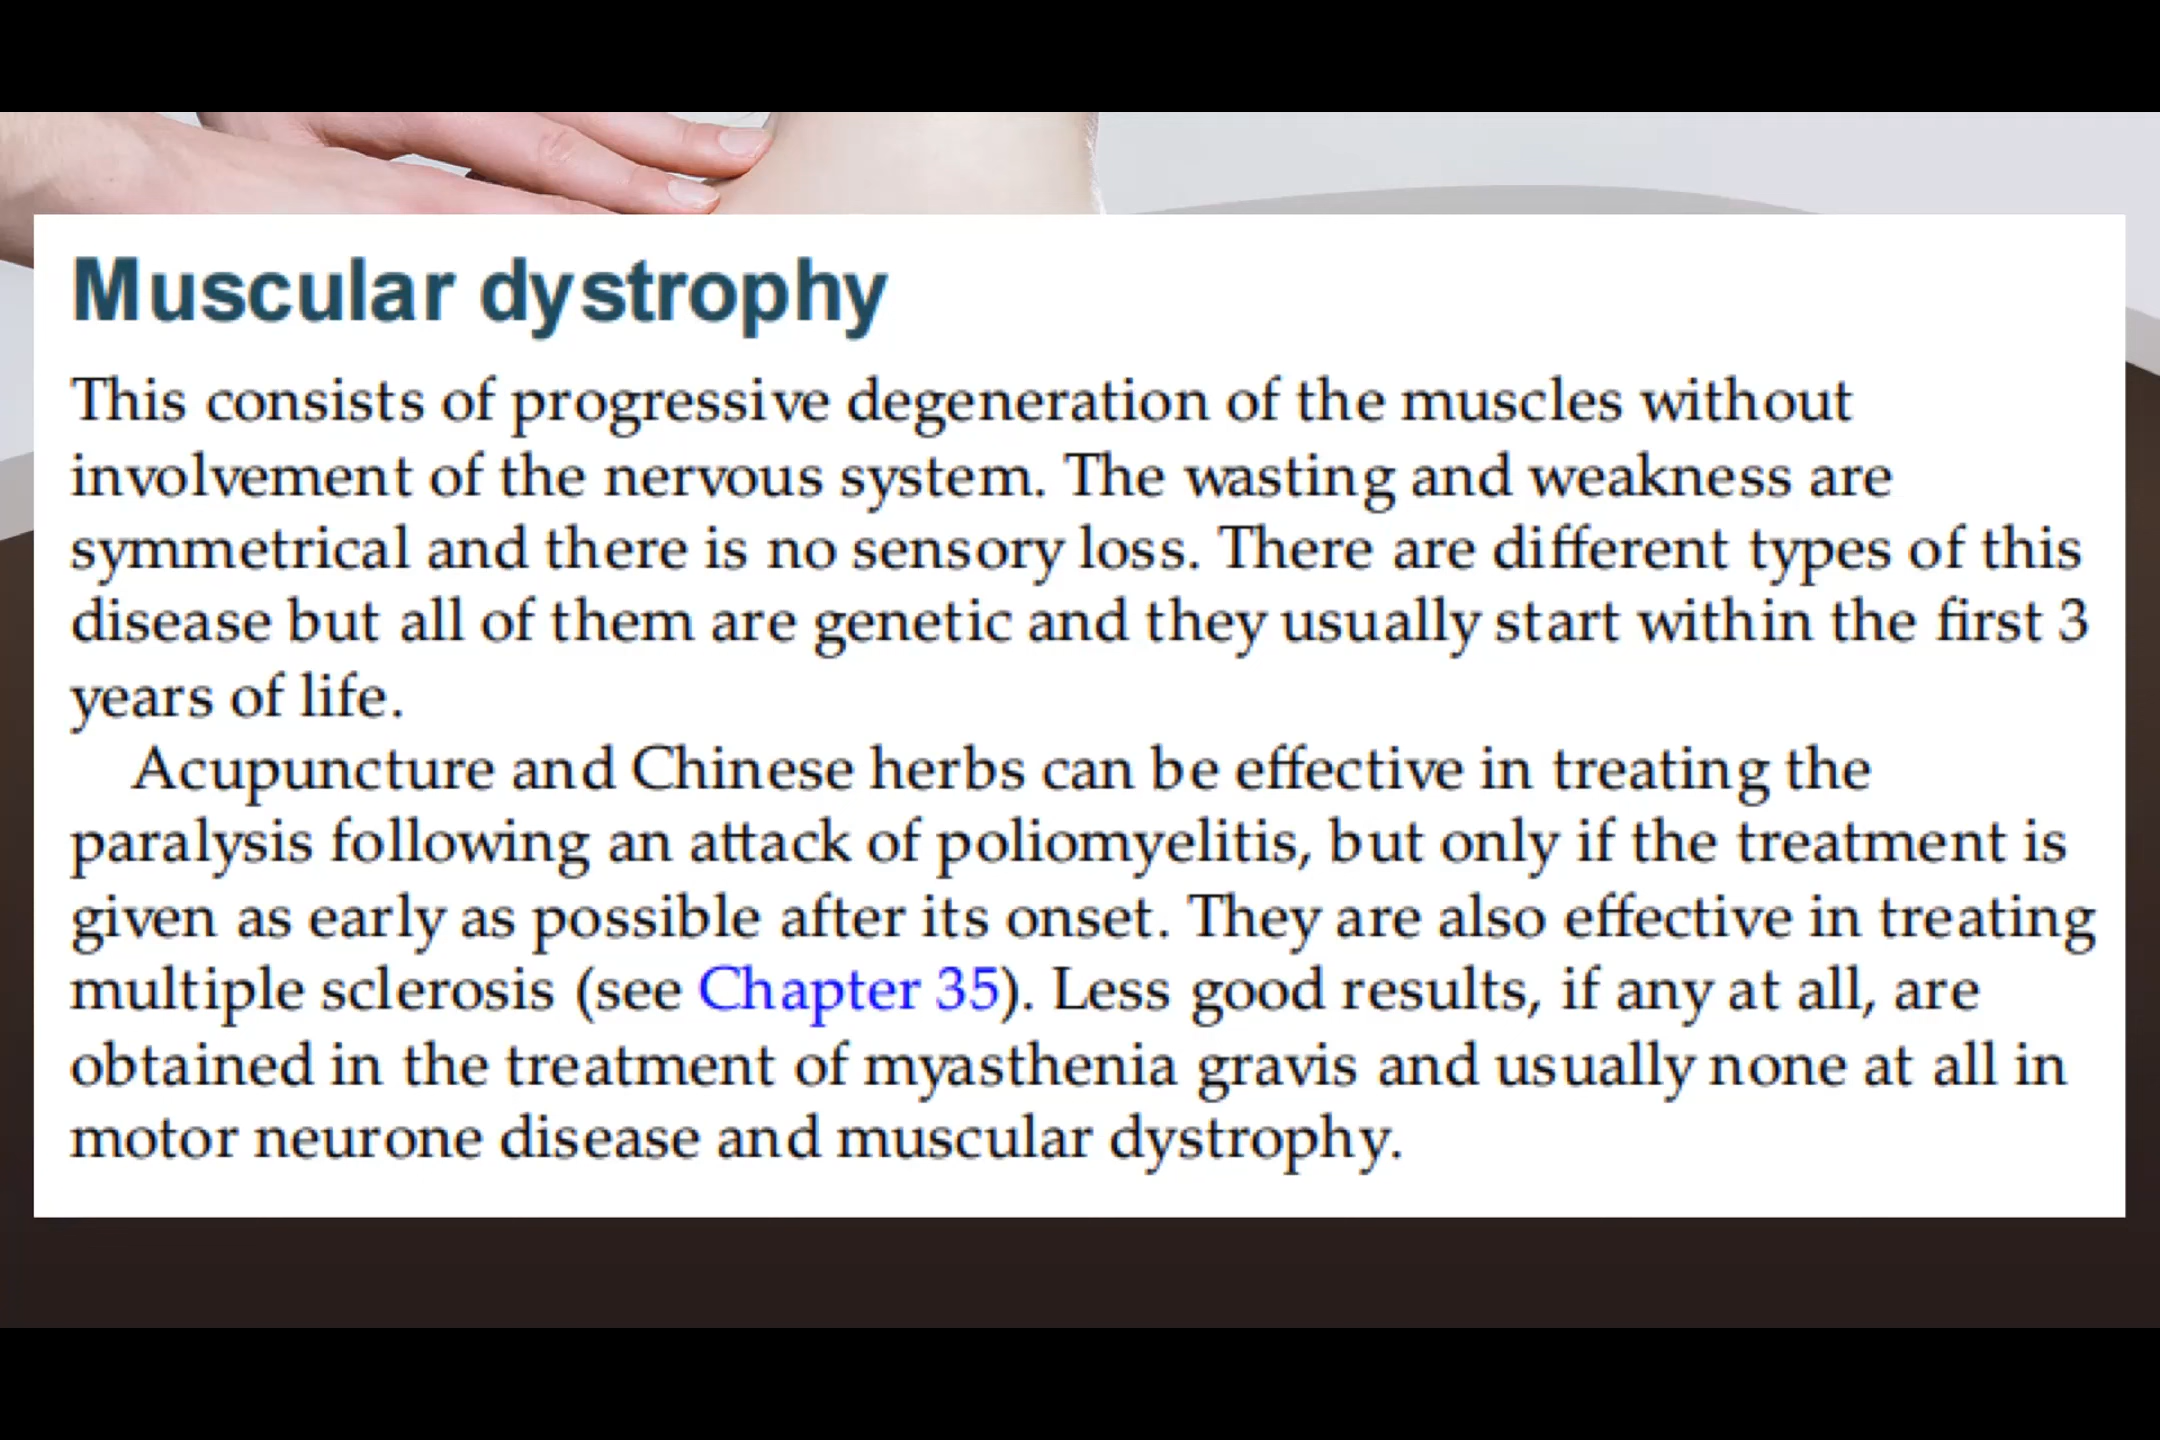 Muscular dystrophy
This consists of progressive degeneration of the muscles without
involvement of the nervous system. The wasting and weakness are
symmetrical and there is no sensory loss. There are different types of this
disease but all of them are genetic and they usually start within the first 3
years of life.
Acupuncture and Chinese herbs can be effective in treating the
paralysis following an attack of poliomyelitis, but only if the treatment is
given as early as possible after its onset. They are also effective in treating
multiple sclerosis (see Chapter 35). Less good results, if any at all, are
obtained in the treatment of myasthenia gravis and usually none at all in
motor neurone disease and muscular dystrophy.